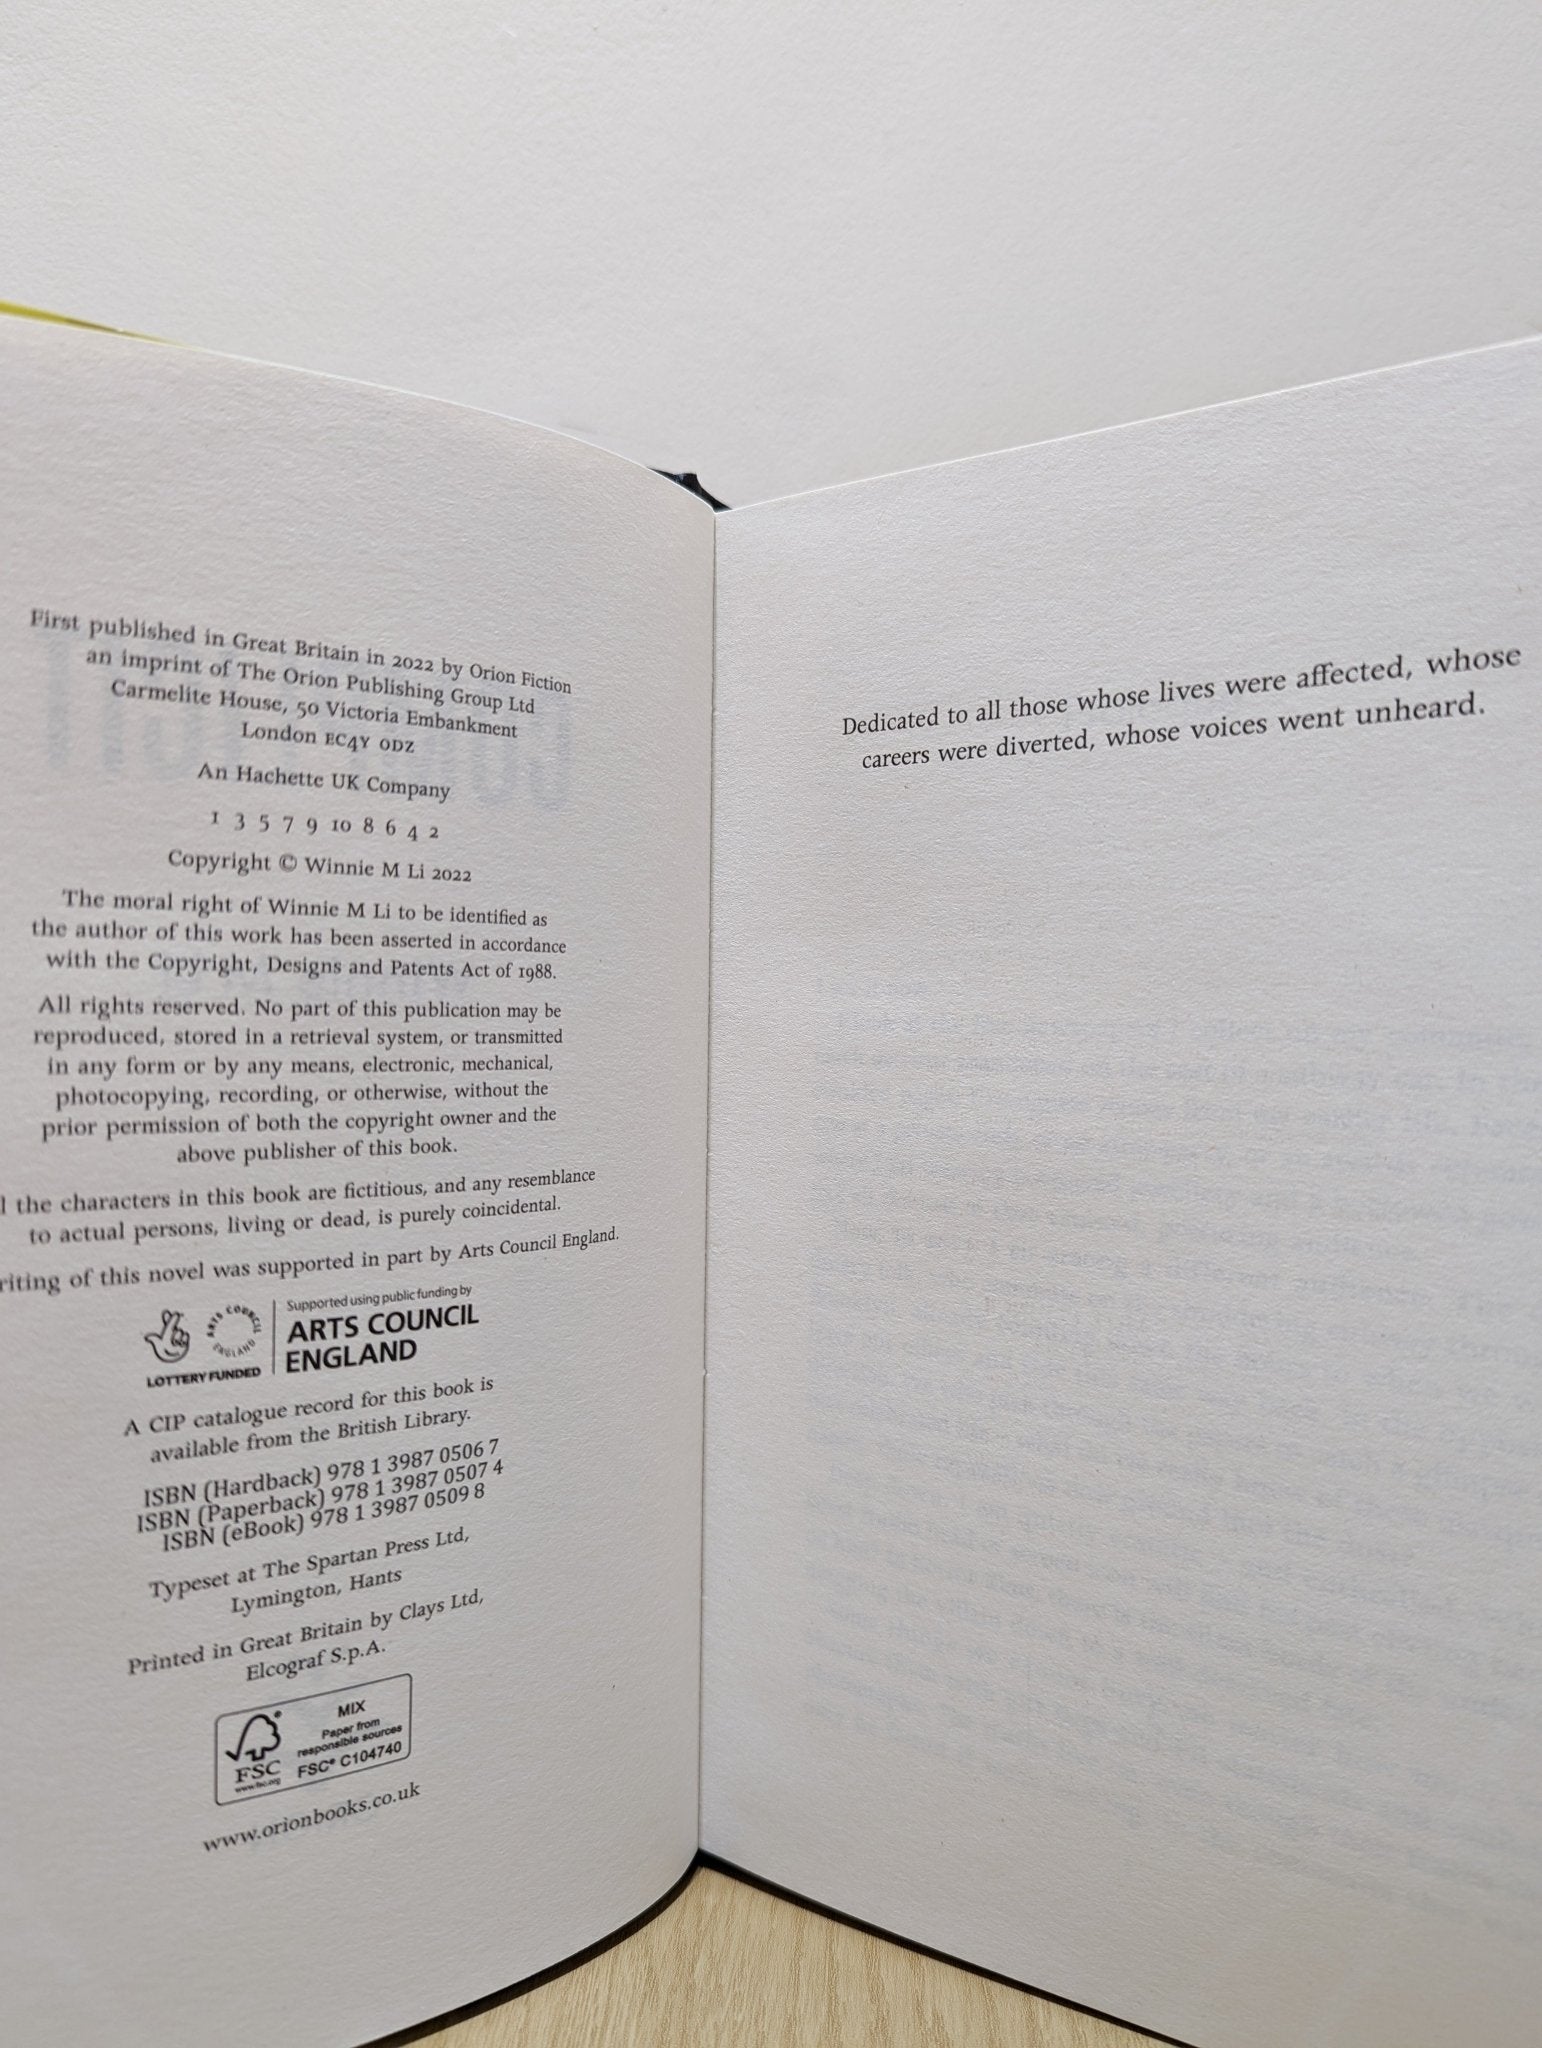 First published in Great Britain in 2022 by Orion Fiction
an imprint of The Orion Publishing Group Ltd
Carmelite House, 50 Victoria Embankment
London EC4Y 0DZ
An Hachette UK Company
1 3 5 7 9 10 8 6 4 2
Copyright © Winnie M Li 2022
The moral right of Winnie M Li to be identified as
the author of this work has been asserted in accordance
with the Copyright, Designs and Patents Act of 1988.
All rights reserved. No part of this publication may be
reproduced, stored in a retrieval system, or transmitted
in any form or by any means, electronic, mechanical,
photocopying, recording, or otherwise, without the
prior permission of both the copyright owner and the
above publisher of this book.
the characters in this book are fictitious, and any resemblance
to actual persons, living or dead, is purely coincidental.
of this novel was supported in part by Arts Council England.
ARTS COUNCIL ENGLAND
LOTTERY FUNDED
Supported using public funding by
ARTS COUNCIL
ENGLAND
A CIP catalogue record for this book is
available from the British Library.
ISBN (Hardback) 978 1 3987 0506 7
ISBN (Paperback) 978 1 3987 0507 4
ISBN (eBook) 978 1 3987 0509 8
Typeset at The Spartan Press Ltd,
Lymington, Hants
Printed in Great Britain by Clays Ltd,
Elcograf S.p.A.
FSC
www.fsc.org
MIX
Paper from
responsible sources
FSC® C104740
www.orionbooks.co.uk
Dedicated to all those whose lives were affected, whose
careers were diverted, whose voices went unheard.